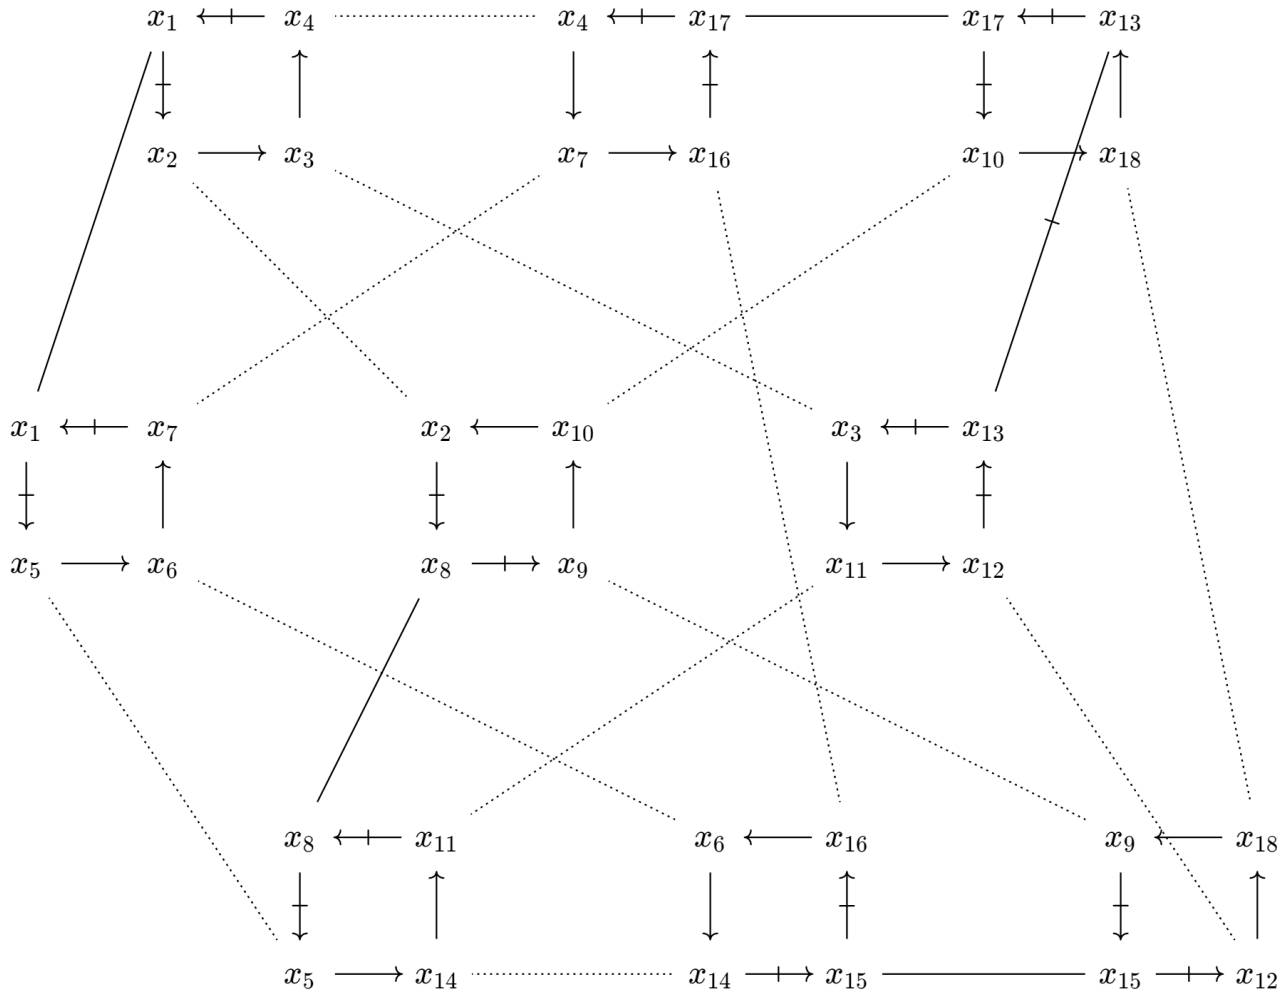 x₁ x₄ x₄ x₁₇ x₁₇ x₁₃
x₂ x₃ x₇ x₁₆ x₁₀ x₁₈
x₁ x₇ x₂ x₁₀ x₃ x₁₃
x₅ x₆ x₈ x₉ x₁₁ x₁₂
x₈ x₁₁ x₆ x₁₆ x₉ x₁₈
x₅ x₁₄ x₁₄ x₁₅ x₁₅ x₁₂